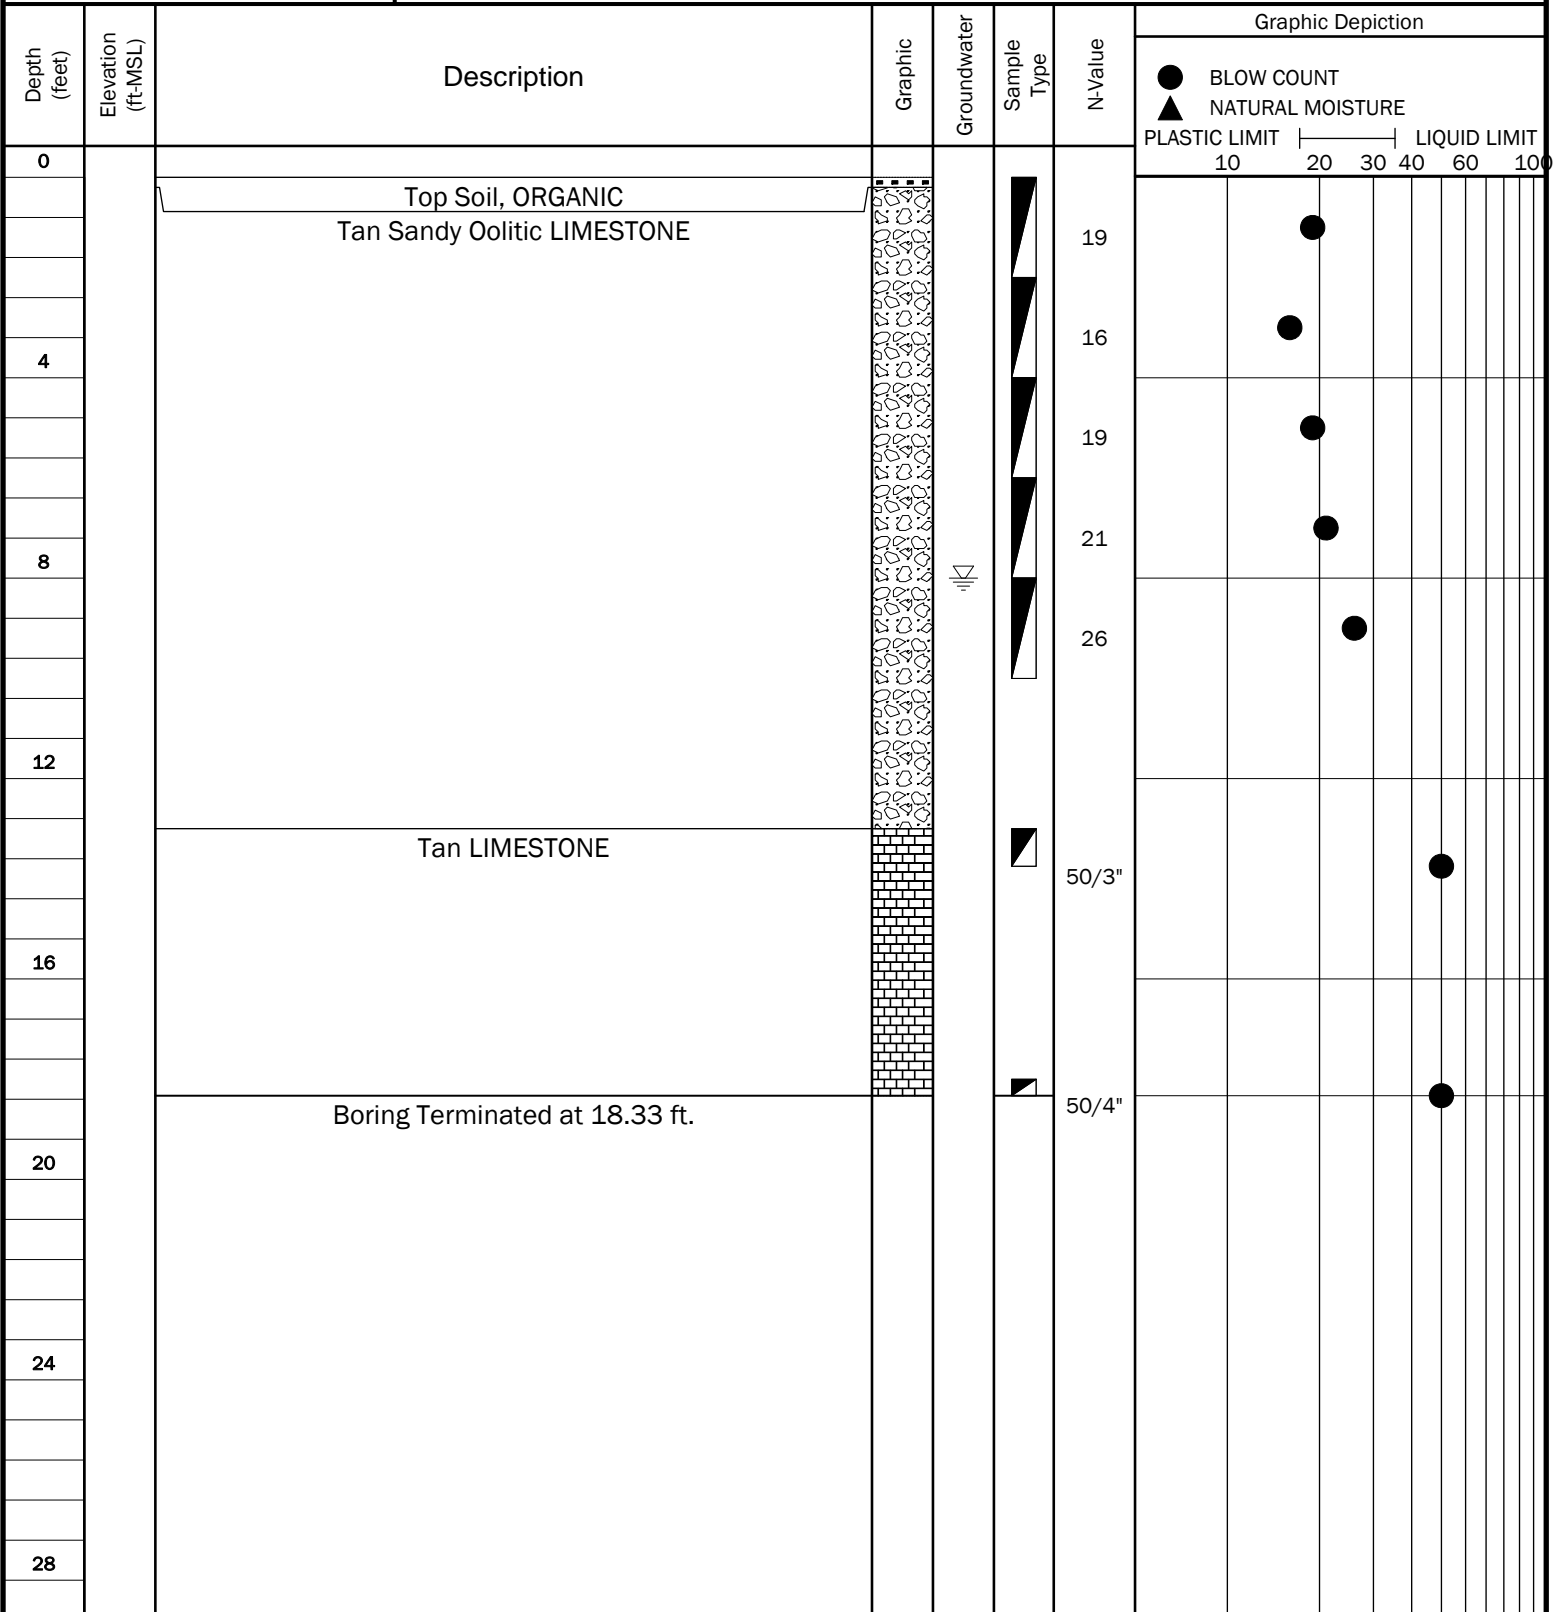 Depth
(feet)
Elevation
(ft-MSL)
Description
Graphic
Groundwater
Sample
Type
N-Value
Graphic Depiction
BLOW COUNT
NATURAL MOISTURE
PLASTIC LIMIT LIQUID LIMIT
10 20 30 40 60 100
0
Top Soil, ORGANIC
Tan Sandy Oolitic LIMESTONE
19
16
4
19
21
8
26
12
Tan LIMESTONE
50/3"
16
50/4"
Boring Terminated at 18.33 ft.
20
24
28